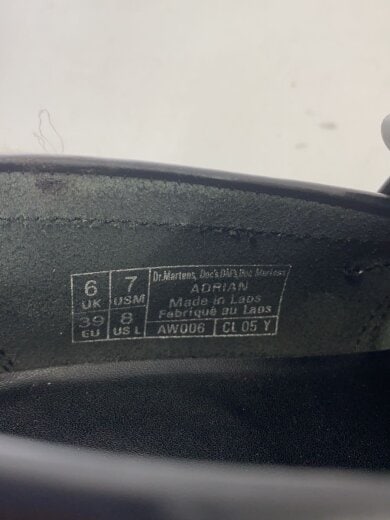 6 UK 7 USM
39 EU 8 US L
Dr.Martens, Doc's, DM's, Doc Martens
ADRIAN
Made in Laos
Fabriqué au Laos
AW006 CL 05 Y